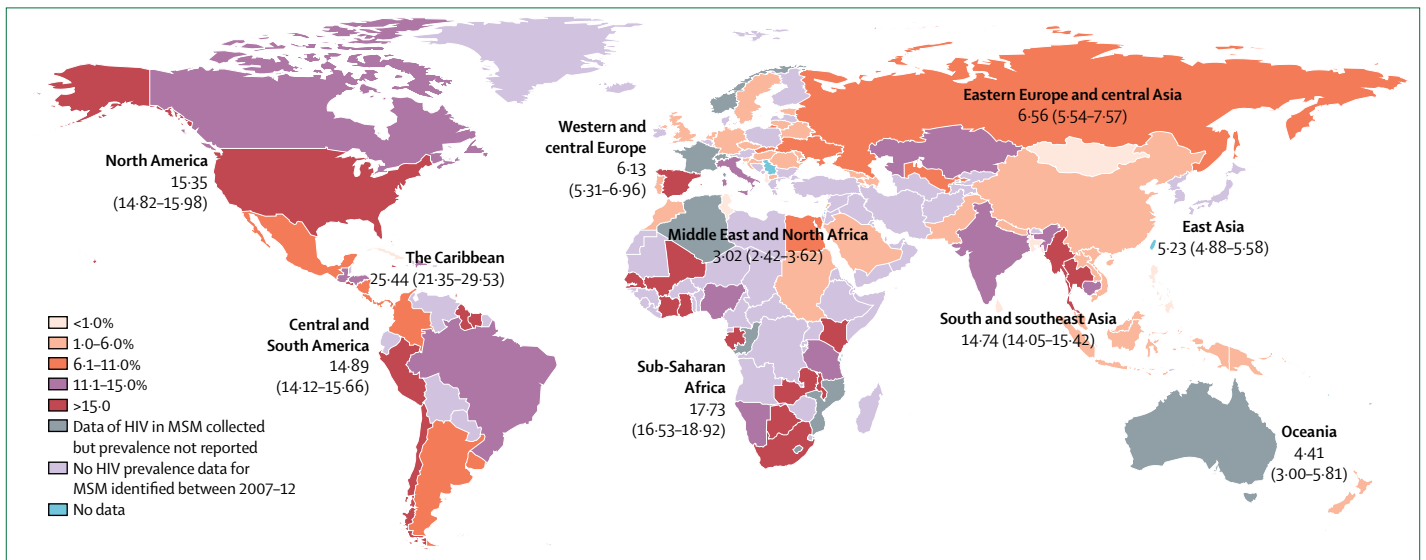 North America
15·35
(14·82–15·98)
Western and
central Europe
6·13
(5·31–6·96)
Eastern Europe and central Asia
6·56 (5·54–7·57)
Middle East and North Africa
3·02 (2·42–3·62)
East Asia
5·23 (4·88–5·58)
The Caribbean
25·44 (21·35–29·53)
Central and
South America
14·89
(14·12–15·66)
Sub-Saharan
Africa
17·73
(16·53–18·92)
South and southeast Asia
14·74 (14·05–15·42)
Oceania
4·41
(3·00–5·81)
<1·0%
1·0–6·0%
6·1–11·0%
11·1–15·0%
>15·0
Data of HIV in MSM collected
but prevalence not reported
No HIV prevalence data for
MSM identified between 2007–12
No data